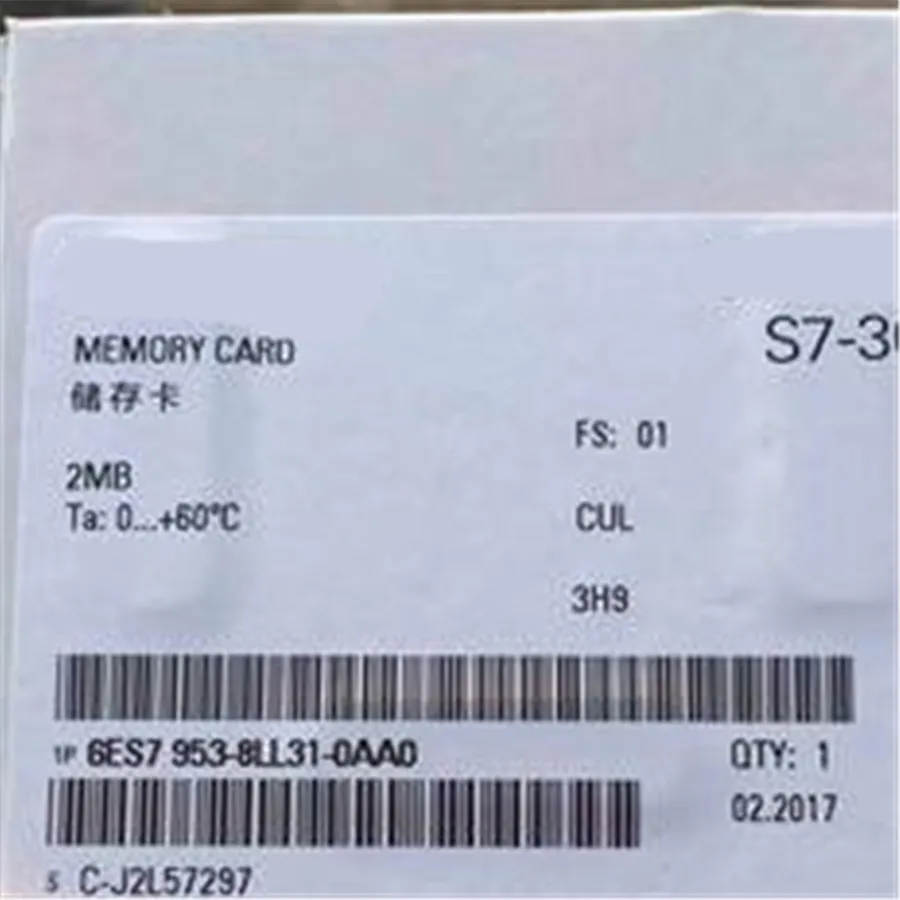 MEMORY CARD
S7-30
储存卡
FS: 01
2MB
Ta: 0...+60°C
CUL
3H9
1P 6ES7 953-8LL31-0AA0
QTY: 1
02.2017
S C-J2L57297